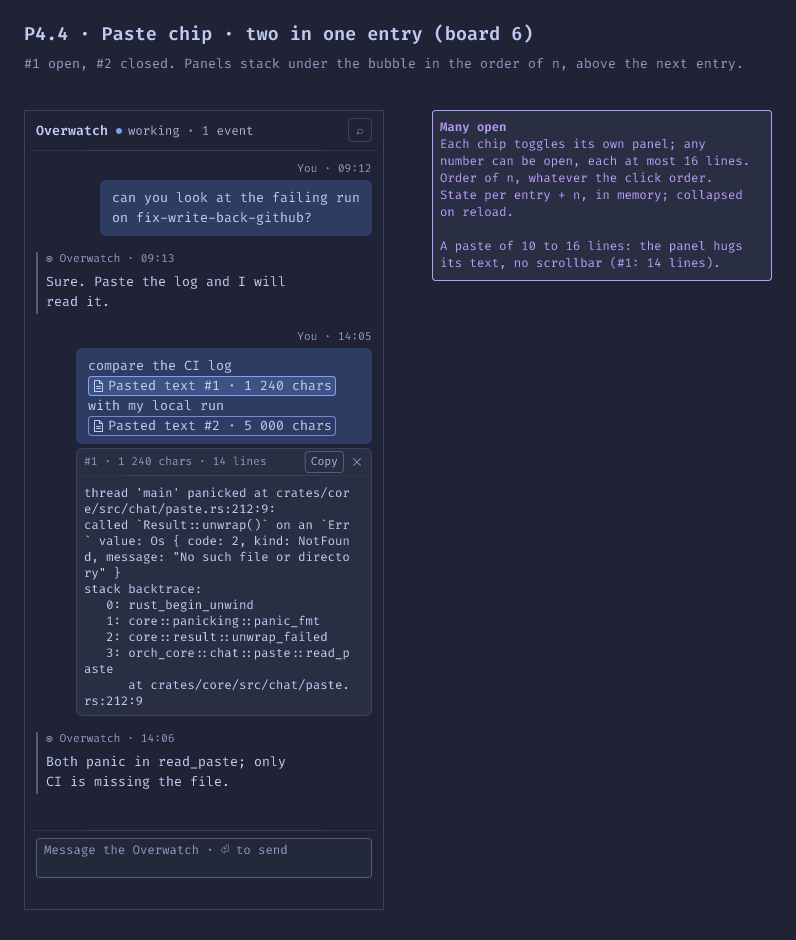 P4.4 · Paste chip · two in one entry (board 6)
#1 open, #2 closed. Panels stack under the bubble in the order of n, above the next entry.
Overwatch ● working · 1 event
You · 09:12
can you look at the failing run
on fix-write-back-github?
Overwatch · 09:13
Sure. Paste the log and I will
read it.
You · 14:05
compare the CI log
Pasted text #1 · 1 240 chars
with my local run
Pasted text #2 · 5 000 chars
#1 · 1 240 chars · 14 lines Copy ×
thread 'main' panicked at crates/cor
e/src/chat/paste.rs:212:9:
called `Result::unwrap()` on an `Err
` value: Os { code: 2, kind: NotFoun
d, message: "No such file or directo
ry" }
stack backtrace:
0: rust_begin_unwind
1: core::panicking::panic_fmt
2: core::result::unwrap_failed
3: orch_core::chat::paste::read_p
aste
at crates/core/src/chat/paste.
rs:212:9
Overwatch · 14:06
Both panic in read_paste; only
CI is missing the file.
Message the Overwatch · ⏎ to send
Many open
Each chip toggles its own panel; any
number can be open, each at most 16 lines.
Order of n, whatever the click order.
State per entry + n, in memory; collapsed
on reload.
A paste of 10 to 16 lines: the panel hugs
its text, no scrollbar (#1: 14 lines).